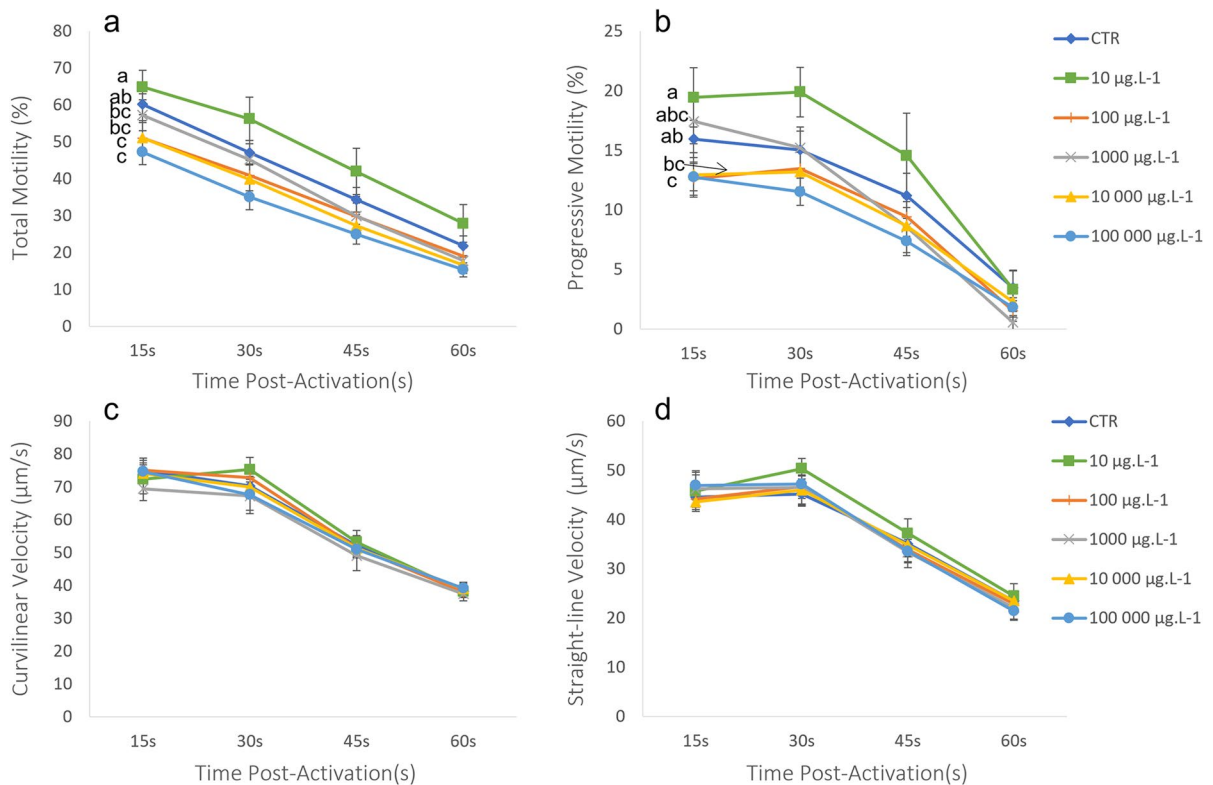 a
Total Motility (%)
80
70
60
50
40
30
20
10
0
a
ab
bc
bc
c
c
15s 30s 45s 60s
Time Post-Activation(s)
b
Progressive Motility (%)
25
20
15
10
5
0
a
abc
ab
bc
c
15s 30s 45s 60s
Time Post-Activation(s)
CTR
10 µg.L-1
100 µg.L-1
1000 µg.L-1
10 000 µg.L-1
100 000 µg.L-1
c
Curvilinear Velocity (µm/s)
90
80
70
60
50
40
30
20
10
0
15s 30s 45s 60s
Time Post-Activation(s)
d
Straight-line Velocity (µm/s)
60
50
40
30
20
10
0
15s 30s 45s 60s
Time Post-Activation(s)
CTR
10 µg.L-1
100 µg.L-1
1000 µg.L-1
10 000 µg.L-1
100 000 µg.L-1